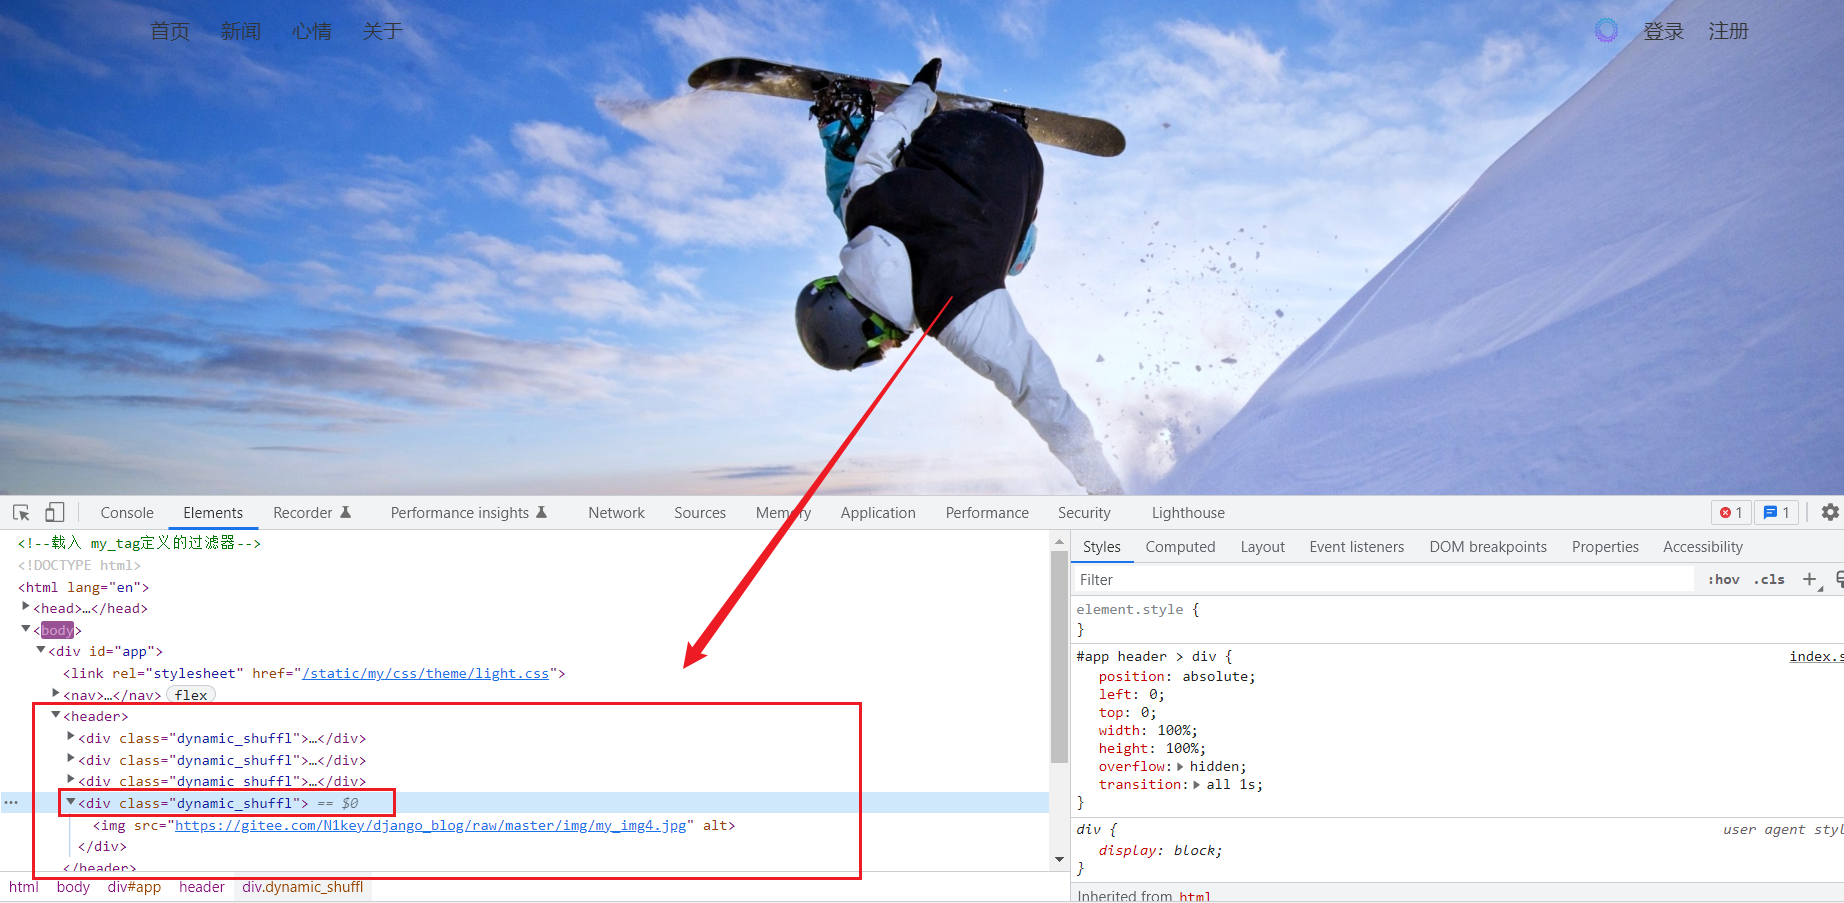 首页 新闻 心情 关于 登录 注册
Console Elements Recorder Performance insights Network Sources Memory Application Performance Security Lighthouse 1 1
<!--载入 my_tag定义的过滤器-->
<!DOCTYPE html>
<html lang="en">
<head>…</head>
<body>
<div id="app">
<link rel="stylesheet" href="/static/my/css/theme/light.css">
<nav>…</nav> flex
<header>
<div class="dynamic_shuffl">…</div>
<div class="dynamic_shuffl">…</div>
<div class="dynamic_shuffl">…</div>
<div class="dynamic_shuffl"> == $0
<img src="https://gitee.com/N1key/django_blog/raw/master/img/my_img4.jpg" alt>
</div>
</header>
html body div#app header div.dynamic_shuffl
Styles Computed Layout Event listeners DOM breakpoints Properties Accessibility
Filter :hov .cls +
element.style {
}
#app header > div { index.s
position: absolute;
left: 0;
top: 0;
width: 100%;
height: 100%;
overflow: hidden;
transition: all 1s;
}
div { user agent styl
display: block;
}
Inherited from html